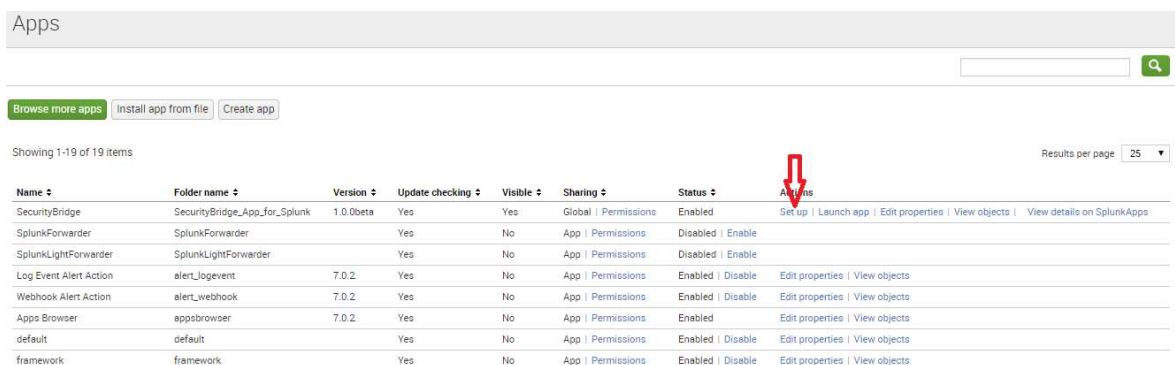 Apps
Browse more apps Install app from file Create app
Showing 1-19 of 19 items Results per page 25
Name Folder name Version Update checking Visible Sharing Status Actions
SecurityBridge SecurityBridge_App_for_Splunk 1.0.0beta Yes Yes Global | Permissions Enabled Set up | Launch app | Edit properties | View objects | View details on SplunkApps
SplunkForwarder SplunkForwarder Yes No App | Permissions Disabled | Enable
SplunkLightForwarder SplunkLightForwarder Yes No App | Permissions Disabled | Enable
Log Event Alert Action alert_logevent 7.0.2 Yes No App | Permissions Enabled | Disable Edit properties | View objects
Webhook Alert Action alert_webhook 7.0.2 Yes No App | Permissions Enabled | Disable Edit properties | View objects
Apps Browser appsbrowser 7.0.2 Yes No App | Permissions Enabled Edit properties | View objects
default default Yes No App | Permissions Enabled | Disable Edit properties | View objects
framework framework Yes No App | Permissions Enabled | Disable Edit properties | View objects